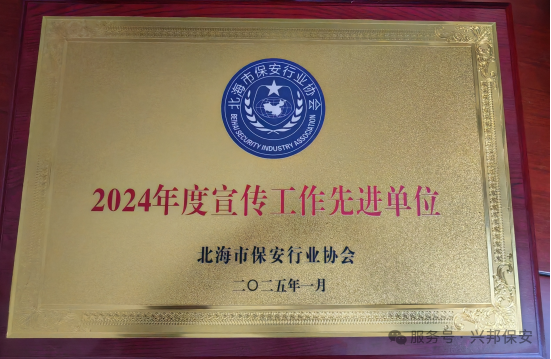 北海市保安行业协会
BEIHAI SECURITY INDUSTRY ASSOCIATION
2024年度宣传工作先进单位
北海市保安行业协会
二〇二五年一月
服务号·兴邦保安